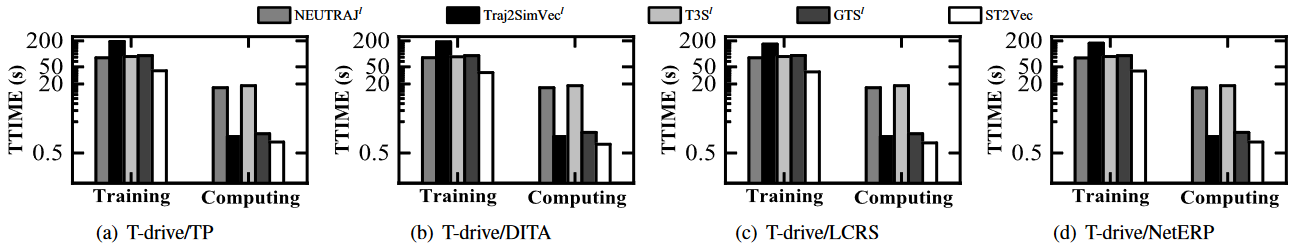 NEUTRAJ^I Traj2SimVec^I T3S^I GTS^I ST2Vec
TTIME (s)
200
50
20
0.5
Training Computing
(a) T-drive/TP
TTIME (s)
200
50
20
0.5
Training Computing
(b) T-drive/DITA
TTIME (s)
200
50
20
0.5
Training Computing
(c) T-drive/LCRS
TTIME (s)
200
50
20
0.5
Training Computing
(d) T-drive/NetERP